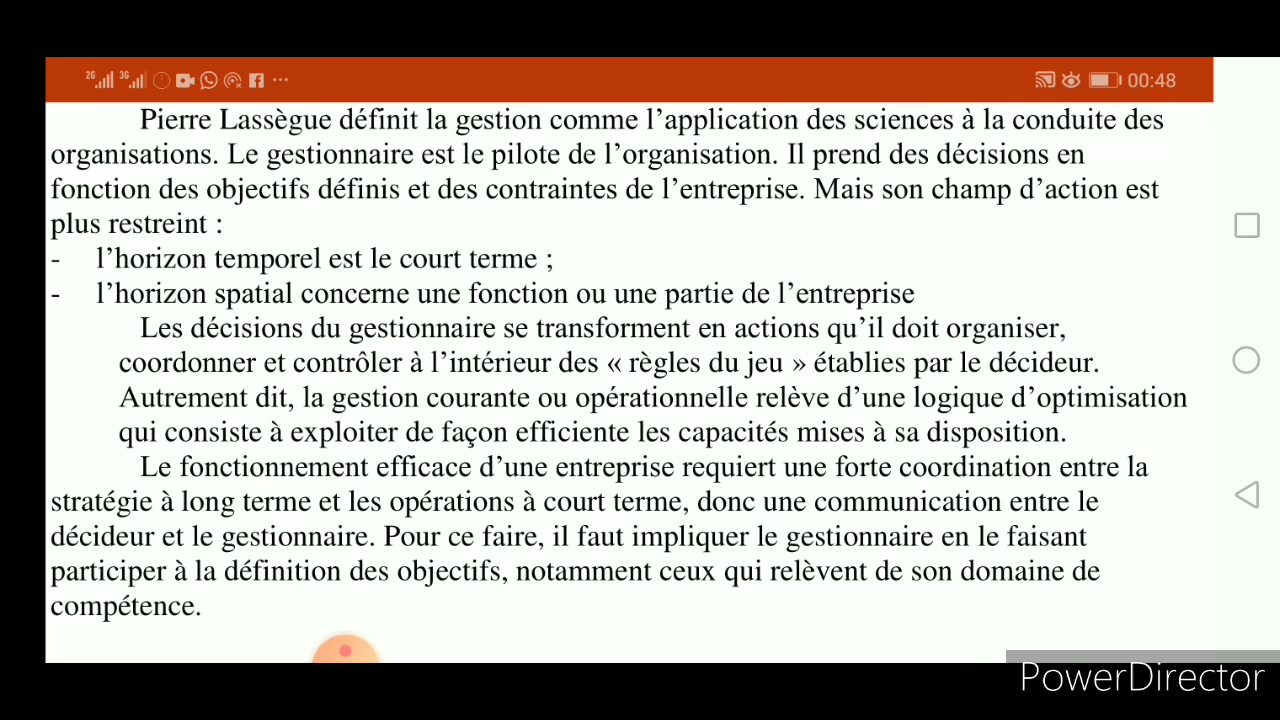 2G 3G 00:48
Pierre Lassègue définit la gestion comme l’application des sciences à la conduite des
organisations. Le gestionnaire est le pilote de l’organisation. Il prend des décisions en
fonction des objectifs définis et des contraintes de l’entreprise. Mais son champ d’action est
plus restreint :
- l’horizon temporel est le court terme ;
- l’horizon spatial concerne une fonction ou une partie de l’entreprise
Les décisions du gestionnaire se transforment en actions qu’il doit organiser,
coordonner et contrôler à l’intérieur des « règles du jeu » établies par le décideur.
Autrement dit, la gestion courante ou opérationnelle relève d’une logique d’optimisation
qui consiste à exploiter de façon efficiente les capacités mises à sa disposition.
Le fonctionnement efficace d’une entreprise requiert une forte coordination entre la
stratégie à long terme et les opérations à court terme, donc une communication entre le
décideur et le gestionnaire. Pour ce faire, il faut impliquer le gestionnaire en le faisant
participer à la définition des objectifs, notamment ceux qui relèvent de son domaine de
compétence.
PowerDirector